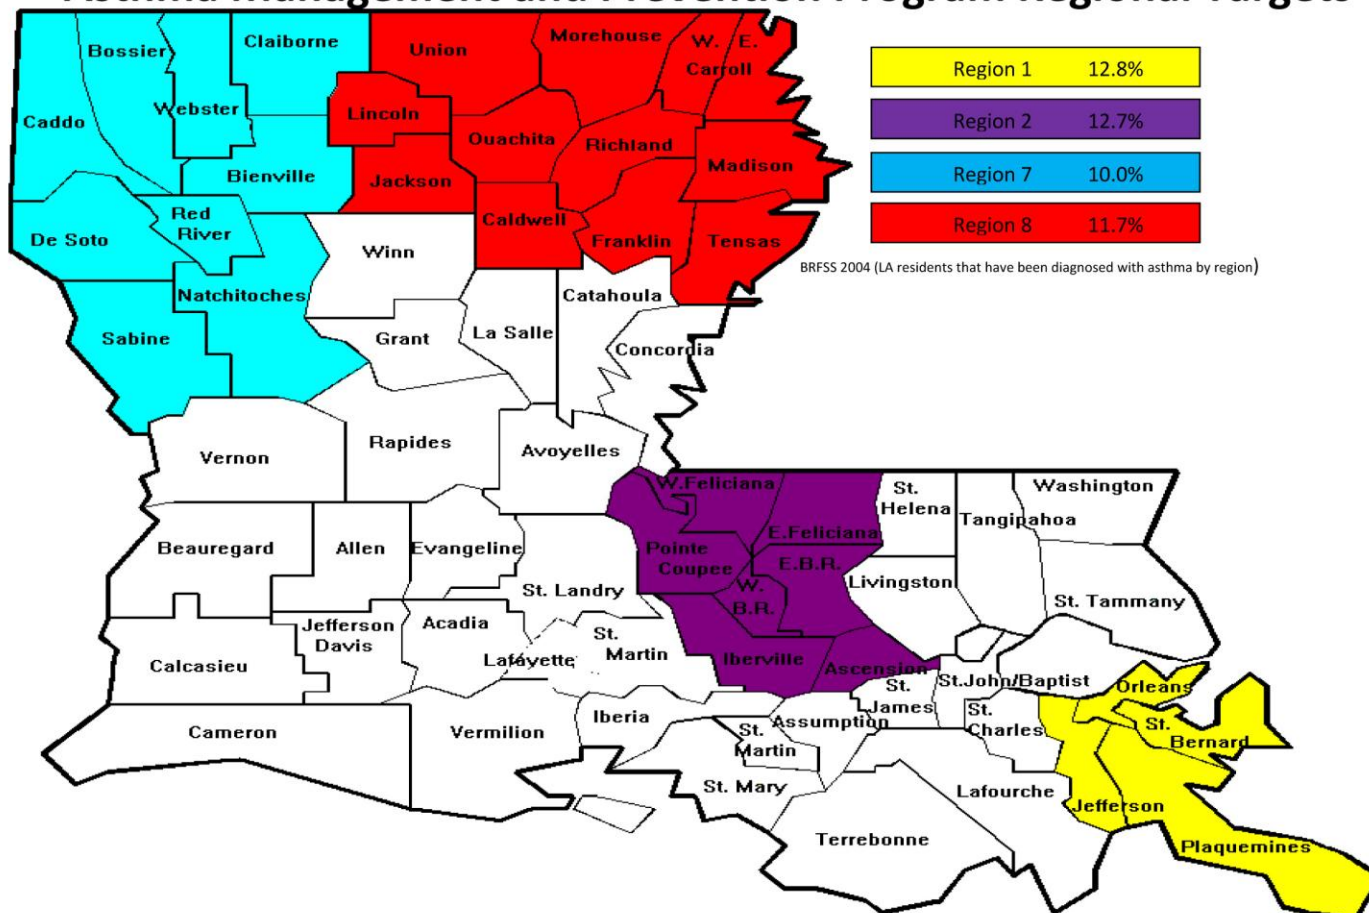 Asthma Management and Prevention Program Regional Targets
Bossier
Claiborne
Union
Morehouse
W.
E.
Carroll
Caddo
Webster
Lincoln
Ouachita
Richland
Madison
Bienville
Jackson
Caldwell
Franklin
Tensas
De Soto
Red
River
Winn
Natchitoches
Catahoula
Sabine
Grant
La Salle
Concordia
Region 1 12.8%
Region 2 12.7%
Region 7 10.0%
Region 8 11.7%
BRFSS 2004 (LA residents that have been diagnosed with asthma by region)
Vernon
Rapides
Avoyelles
W.Feliciana
St.
Helena
Washington
Tangipahoa
E.Feliciana
Beauregard
Allen
Evangeline
Pointe
Coupee
E.B.R.
W.
B.R.
Livingston
St. Landry
St. Tammany
Jefferson
Davis
Acadia
Lafayette
St.
Martin
Iberville
Ascension
Calcasieu
St.
James
St.John/Baptist
Orleans
Cameron
Vermilion
Iberia
St.
Martin
Assumption
St.
Charles
St.
Bernard
St. Mary
Lafourche
Jefferson
Terrebonne
Plaquemines